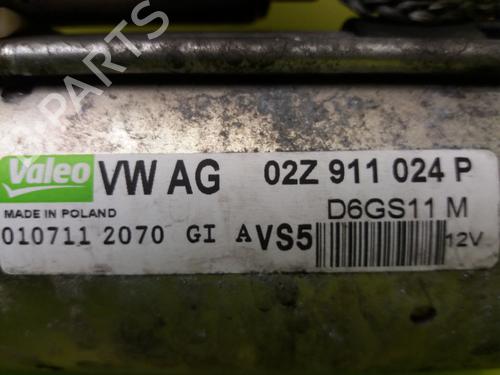 Valeo VW AG 02Z 911 024 P
MADE IN POLAND D6GS11 M
010711 2070 GI A VS5 12V
B-PARTS